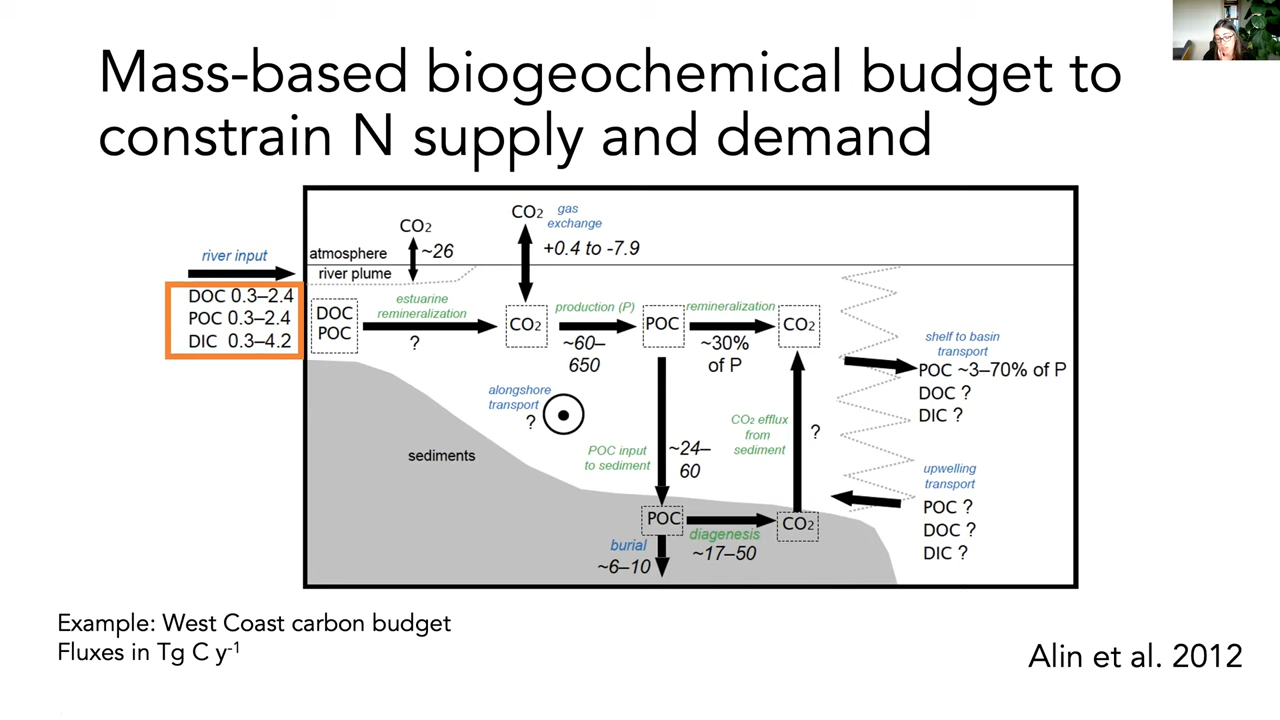 Mass-based biogeochemical budget to
constrain N supply and demand
river input
DOC 0.3–2.4
POC 0.3–2.4
DIC 0.3–4.2
atmosphere
river plume
CO₂
~26
CO₂
gas
exchange
+0.4 to -7.9
DOC
POC
estuarine
remineralization
?
CO₂
production (P)
~60–
650
POC
remineralization
~30%
of P
CO₂
shelf to basin
transport
POC ~3–70% of P
DOC ?
DIC ?
alongshore
transport
?
sediments
POC input
to sediment
~24–
60
CO₂ efflux
from
sediment
?
upwelling
transport
POC ?
DOC ?
DIC ?
POC
diagenesis
~17–50
CO₂
burial
~6–10
Example: West Coast carbon budget
Fluxes in Tg C y⁻¹
Alin et al. 2012